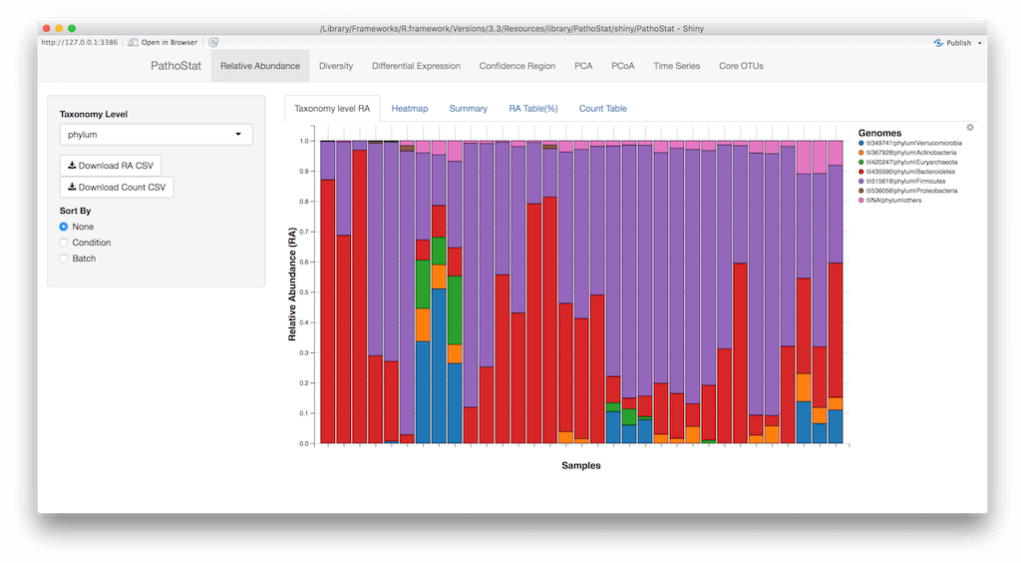 /Library/Frameworks/R.framework/Versions/3.3/Resources/library/PathoStat/shiny/PathoStat - Shiny
http://127.0.0.1:3386 Open in Browser Publish
PathoStat Relative Abundance Diversity Differential Expression Confidence Region PCA PCoA Time Series Core OTUs
Taxonomy Level
phylum
Download RA CSV
Download Count CSV
Sort By
None
Condition
Batch
Taxonomy level RA Heatmap Summary RA Table(%) Count Table
1.0
0.9
0.8
0.7
0.6
0.5
0.4
0.3
0.2
0.1
0.0
Relative Abundance (RA)
Samples
Genomes
ti|349741|phylum|Verrucomicrobia
ti|367928|phylum|Actinobacteria
ti|420247|phylum|Euryarchaeota
ti|435590|phylum|Bacteroidetes
ti|515619|phylum|Firmicutes
ti|536056|phylum|Proteobacteria
ti|NA|phylum|others